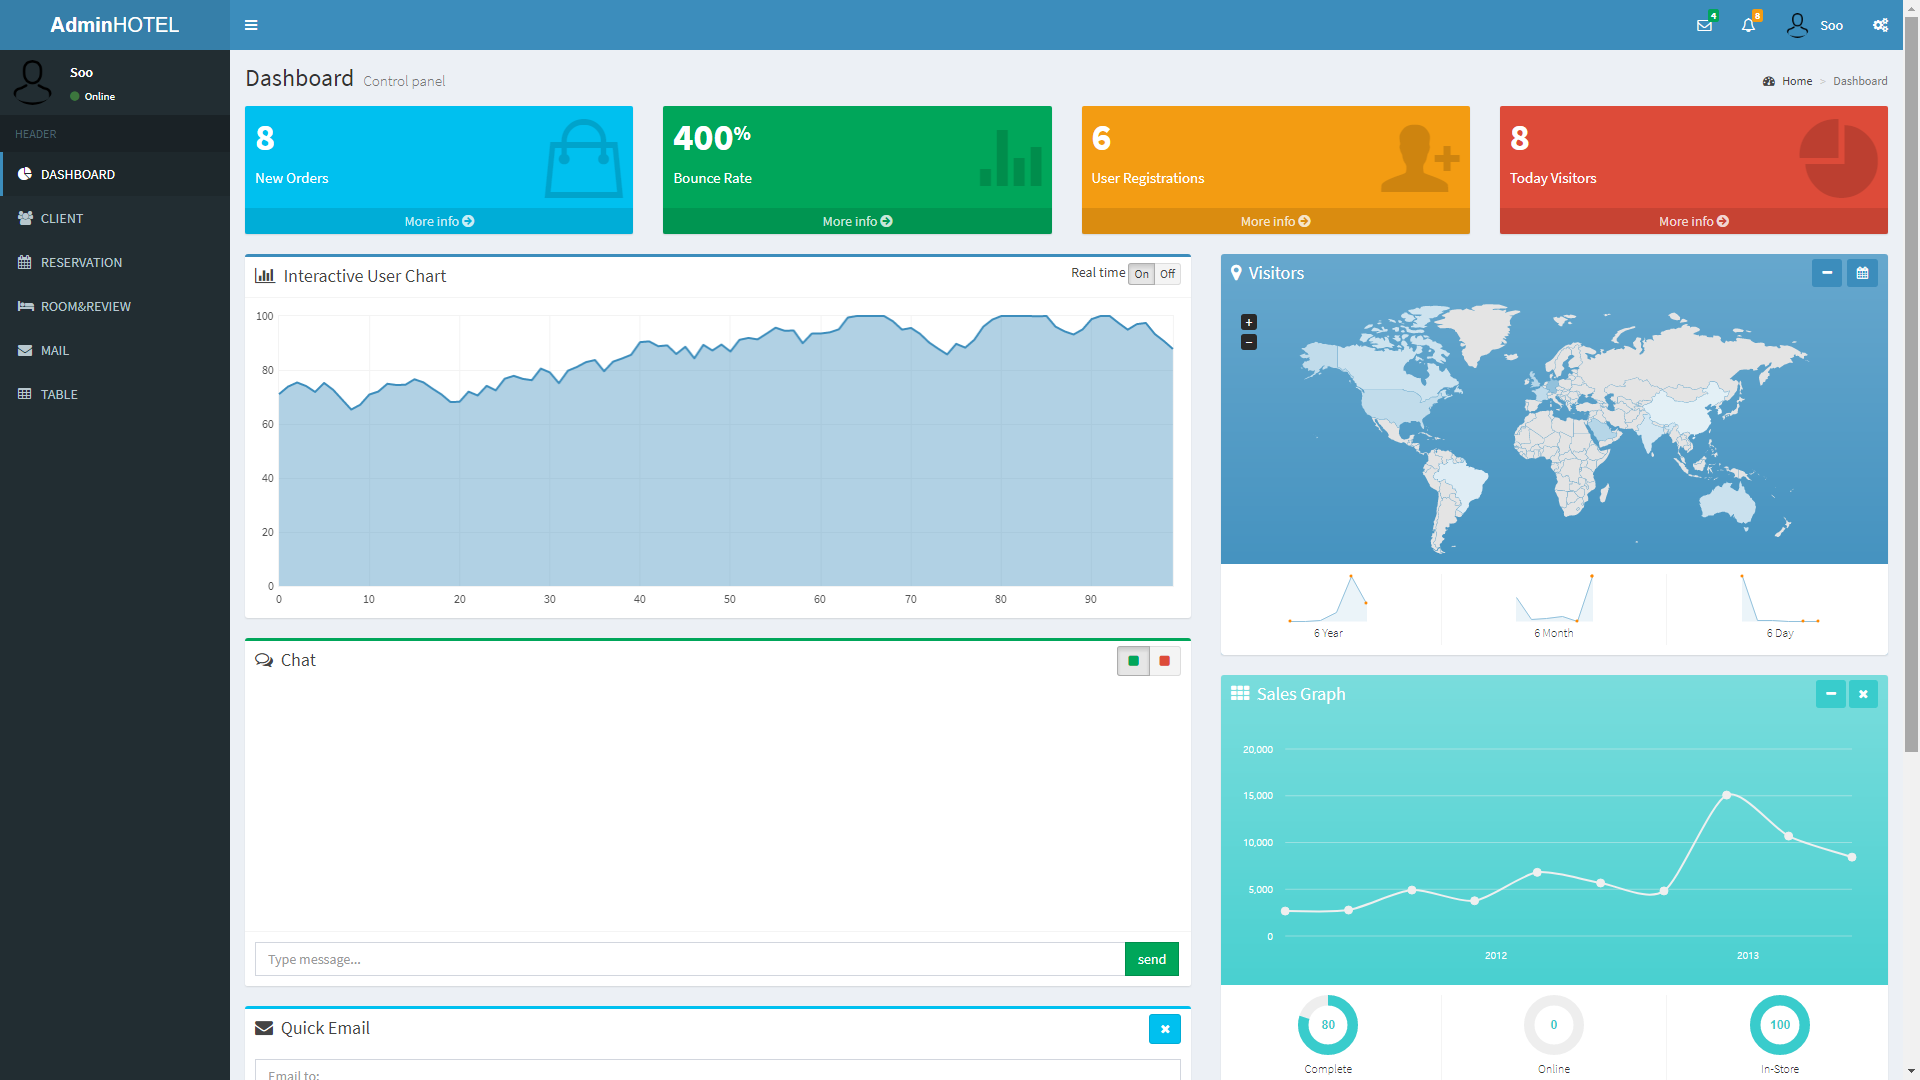 AdminHOTEL
4
8
Soo
Soo
Online
HEADER
DASHBOARD
CLIENT
RESERVATION
ROOM&REVIEW
MAIL
TABLE
Dashboard Control panel
Home > Dashboard
8
New Orders
More info
400%
Bounce Rate
More info
6
User Registrations
More info
8
Today Visitors
More info
Interactive User Chart
Real time On Off
100
80
60
40
20
0
0 10 20 30 40 50 60 70 80 90
Visitors
+
−
6 Year
6 Month
6 Day
Chat
Type message...
send
Quick Email
Email to:
Sales Graph
20,000
15,000
10,000
5,000
0
2012 2013
80
Complete
0
Online
100
In-Store